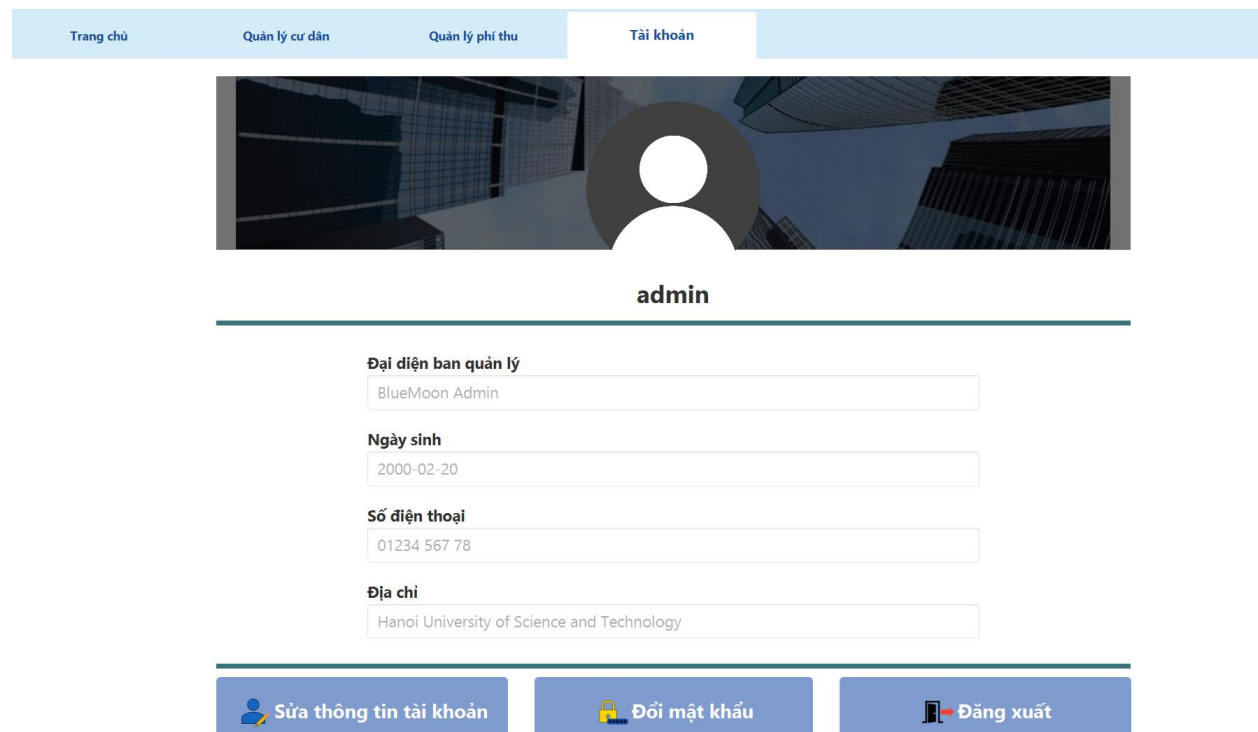 Trang chủ Quản lý cư dân Quản lý phí thu Tài khoản
admin
Đại diện ban quản lý
BlueMoon Admin
Ngày sinh
2000-02-20
Số điện thoại
01234 567 78
Địa chỉ
Hanoi University of Science and Technology
Sửa thông tin tài khoản Đổi mật khẩu Đăng xuất